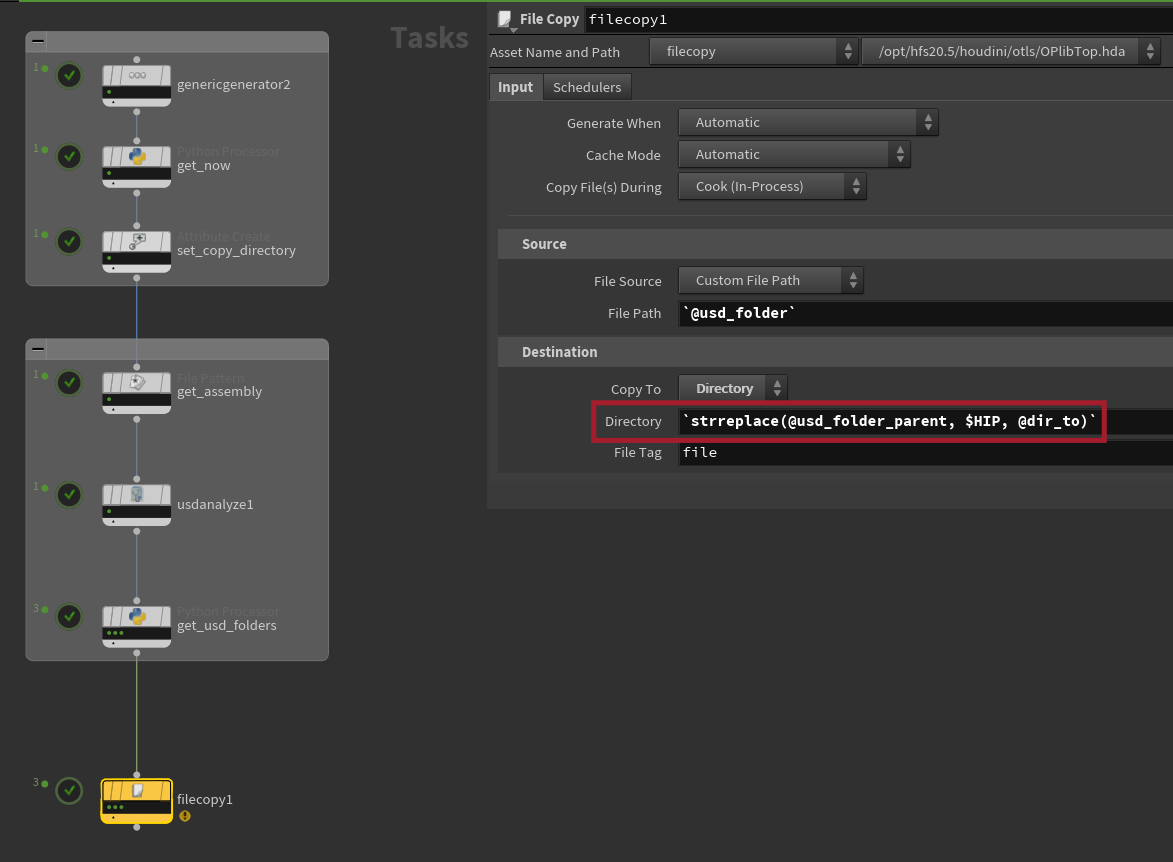 Tasks
1
genericgenerator2
1
Python Processor
get_now
1
Attribute Create
set_copy_directory
1
File Pattern
get_assembly
1
usdanalyze1
3
Python Processor
get_usd_folders
3
filecopy1
File Copy filecopy1
Asset Name and Path filecopy /opt/hfs20.5/houdini/otls/OPlibTop.hda
Input Schedulers
Generate When Automatic
Cache Mode Automatic
Copy File(s) During Cook (In-Process)
Source
File Source Custom File Path
File Path `@usd_folder`
Destination
Copy To Directory
Directory `strreplace(@usd_folder_parent, $HIP, @dir_to)`
File Tag file